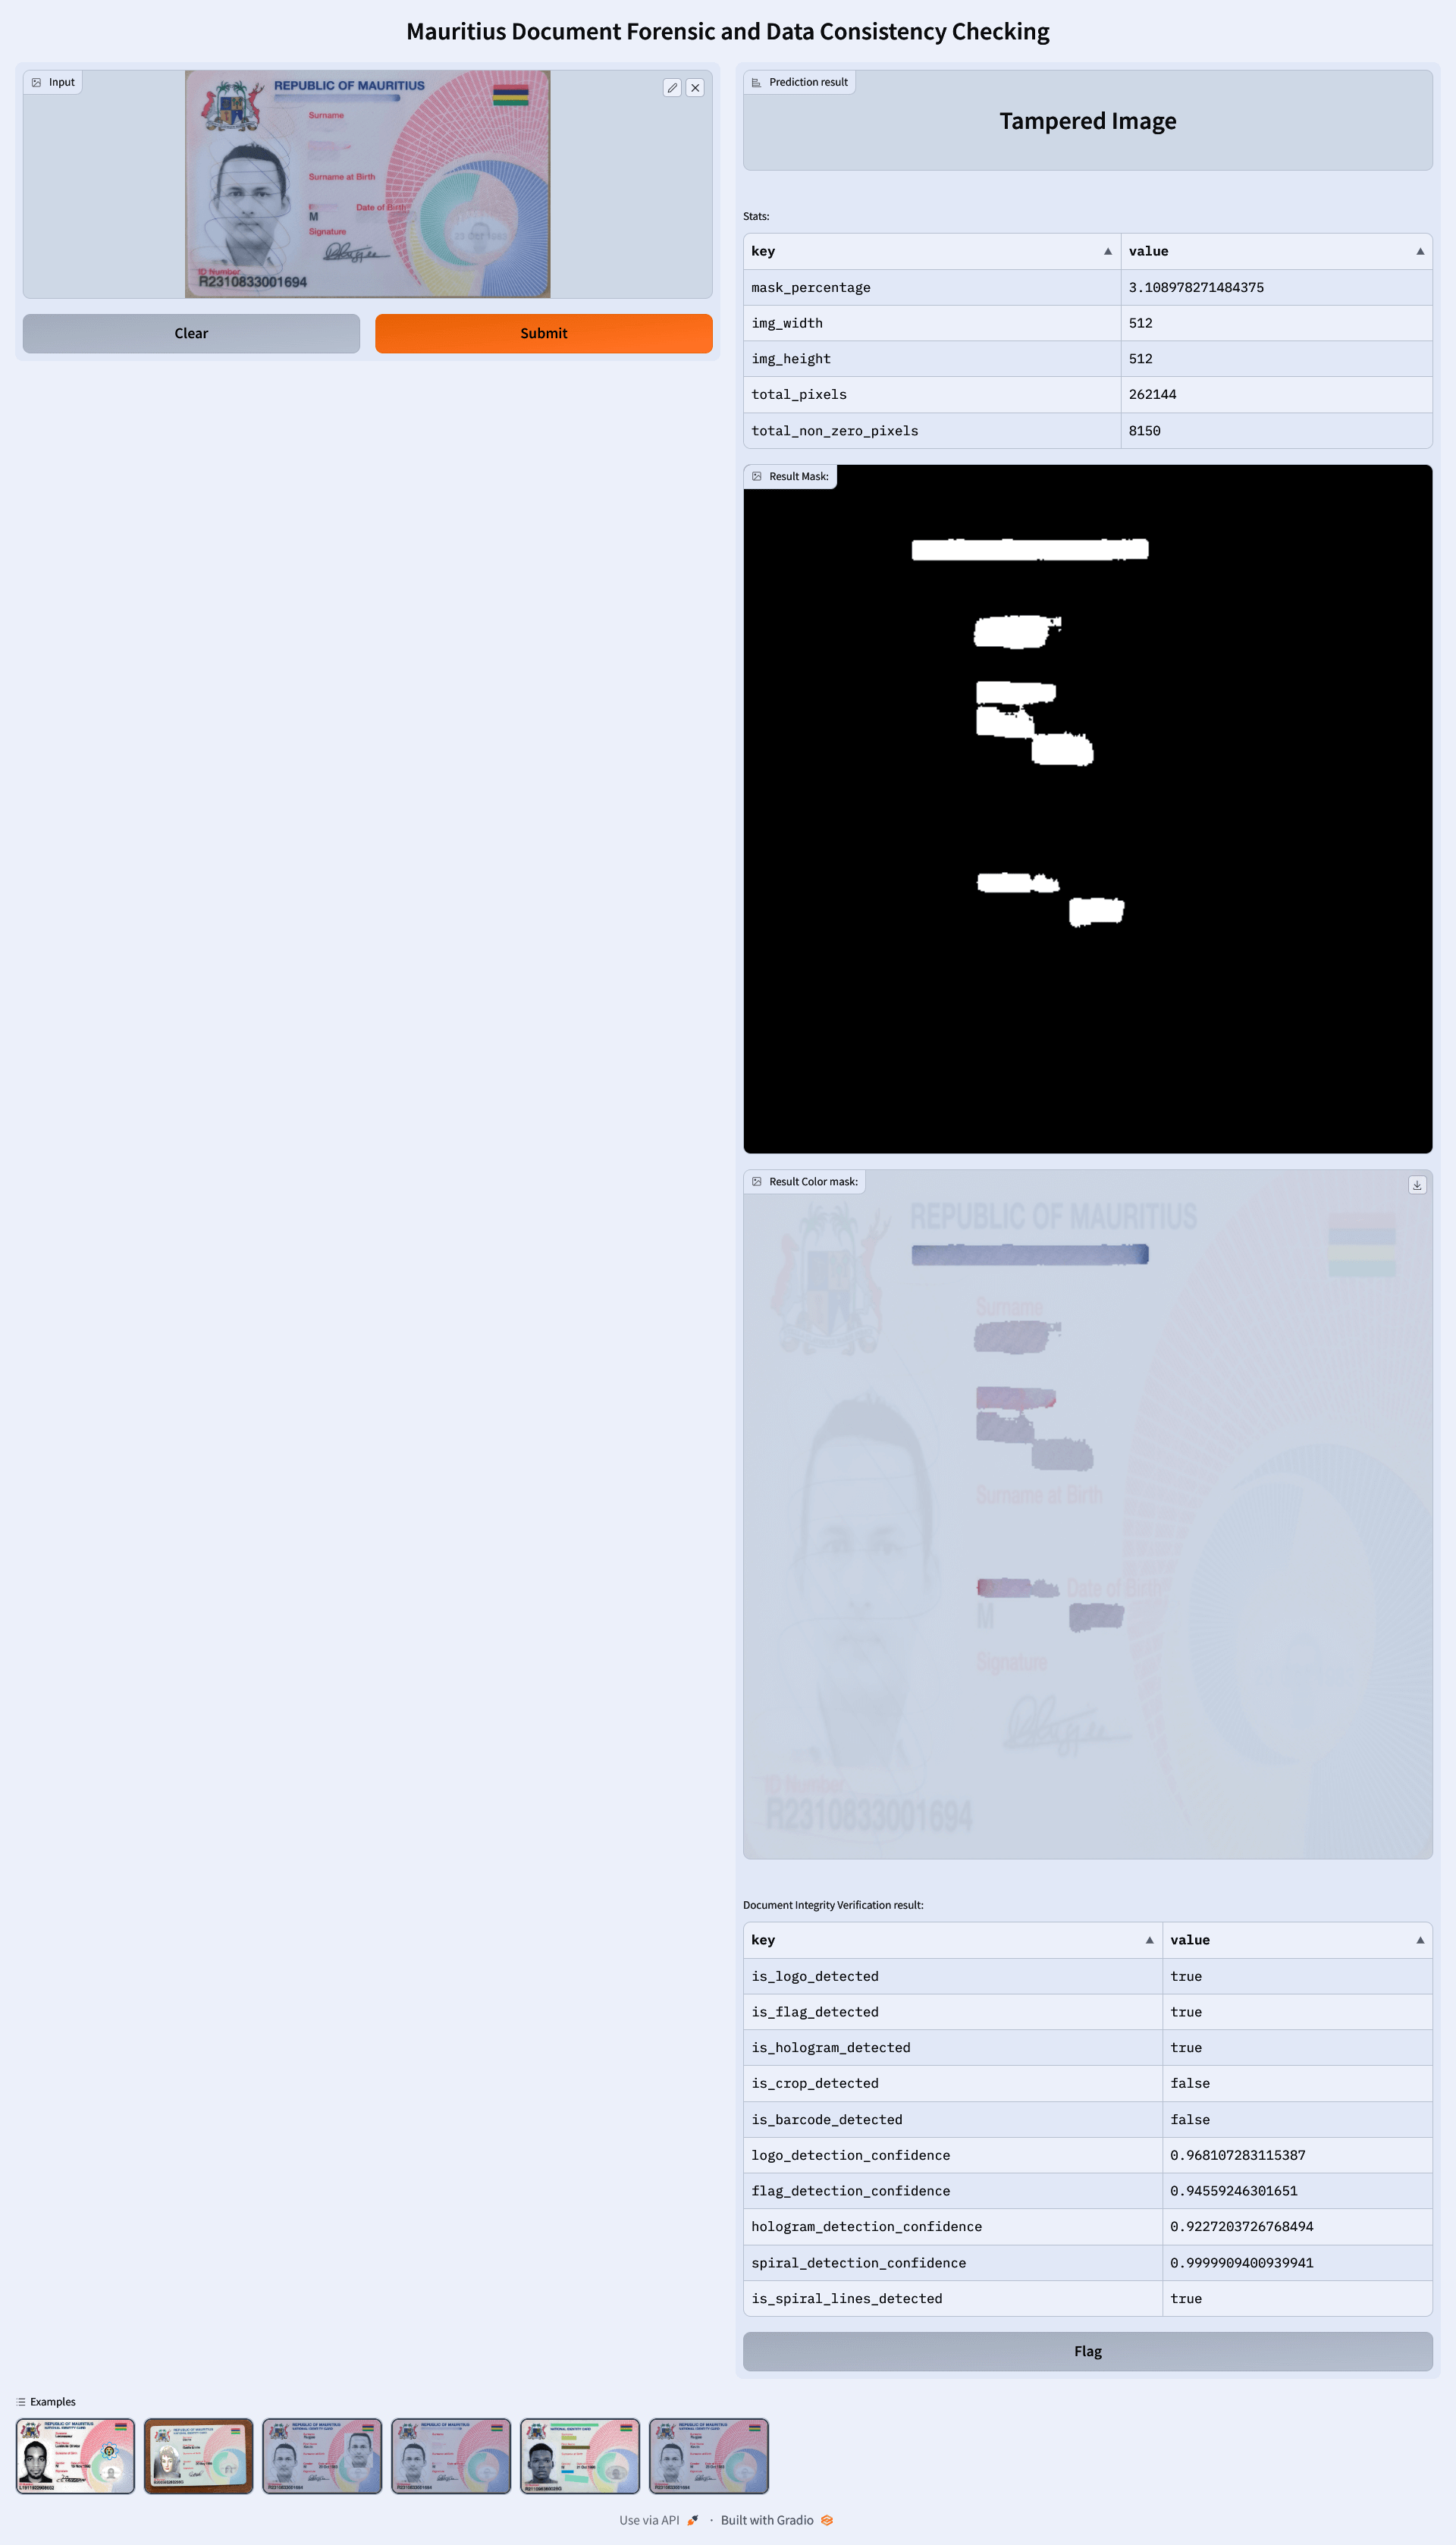 Mauritius Document Forensic and Data Consistency Checking
Input
REPUBLIC OF MAURITIUS
Surname
Surname at Birth
Date of Birth
M
Signature
ID Number
R2310833001694
Clear
Submit
Prediction result
Tampered Image
Stats:
key value
mask_percentage 3.108978271484375
img_width 512
img_height 512
total_pixels 262144
total_non_zero_pixels 8150
Result Mask:
Result Color mask:
REPUBLIC OF MAURITIUS
Surname
Surname at Birth
Date of Birth
M
Signature
ID Number
R2310833001694
Document Integrity Verification result:
key value
is_logo_detected true
is_flag_detected true
is_hologram_detected true
is_crop_detected false
is_barcode_detected false
logo_detection_confidence 0.968107283115387
flag_detection_confidence 0.94559246301651
hologram_detection_confidence 0.9227203726768494
spiral_detection_confidence 0.9999909400939941
is_spiral_lines_detected true
Flag
Examples
Use via API · Built with Gradio